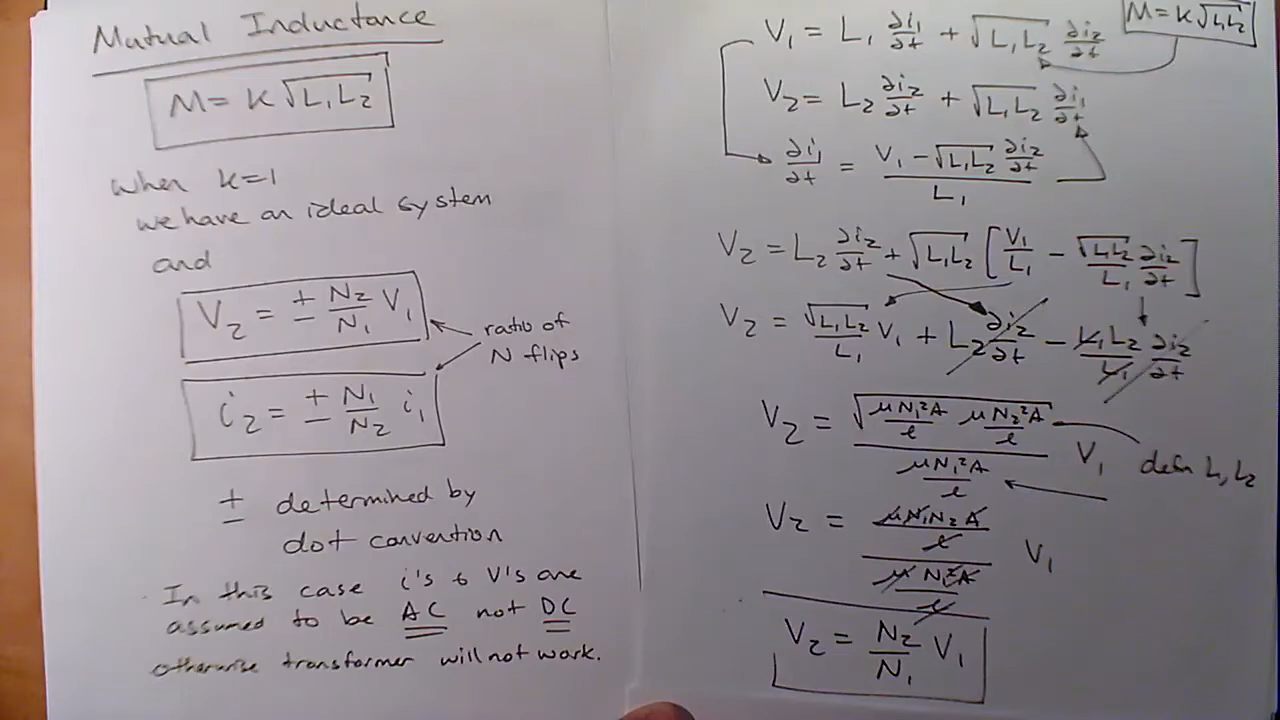 Mutual Inductance
M = K √L₁L₂
when k=1
we have an ideal system
and
V₂ = ± N₂/N₁ V₁
ratio of
N flips
i₂ = ± N₁/N₂ i₁
± determined by
dot convention
In this case i's & V's are
assumed to be AC not DC
otherwise transformer will not work.
M = K √L₁L₂
V₁ = L₁ ∂i₁/∂t + √L₁L₂ ∂i₂/∂t
V₂ = L₂ ∂i₂/∂t + √L₁L₂ ∂i₁/∂t
∂i₁/∂t = (V₁ - √L₁L₂ ∂i₂/∂t)/L₁
V₂ = L₂ ∂i₂/∂t + √L₁L₂ [V₁/L₁ - √L₁L₂/L₁ ∂i₂/∂t]
V₂ = √L₁L₂/L₁ V₁ + L₂ ∂i₂/∂t - L₁L₂/L₁ ∂i₂/∂t
V₂ = √(μN₁²A/ℓ μN₂²A/ℓ) / (μN₁²A/ℓ) V₁ defn L₁, L₂
V₂ = (μN₁N₂A/ℓ) / (μN₁²A/ℓ) V₁
V₂ = N₂/N₁ V₁